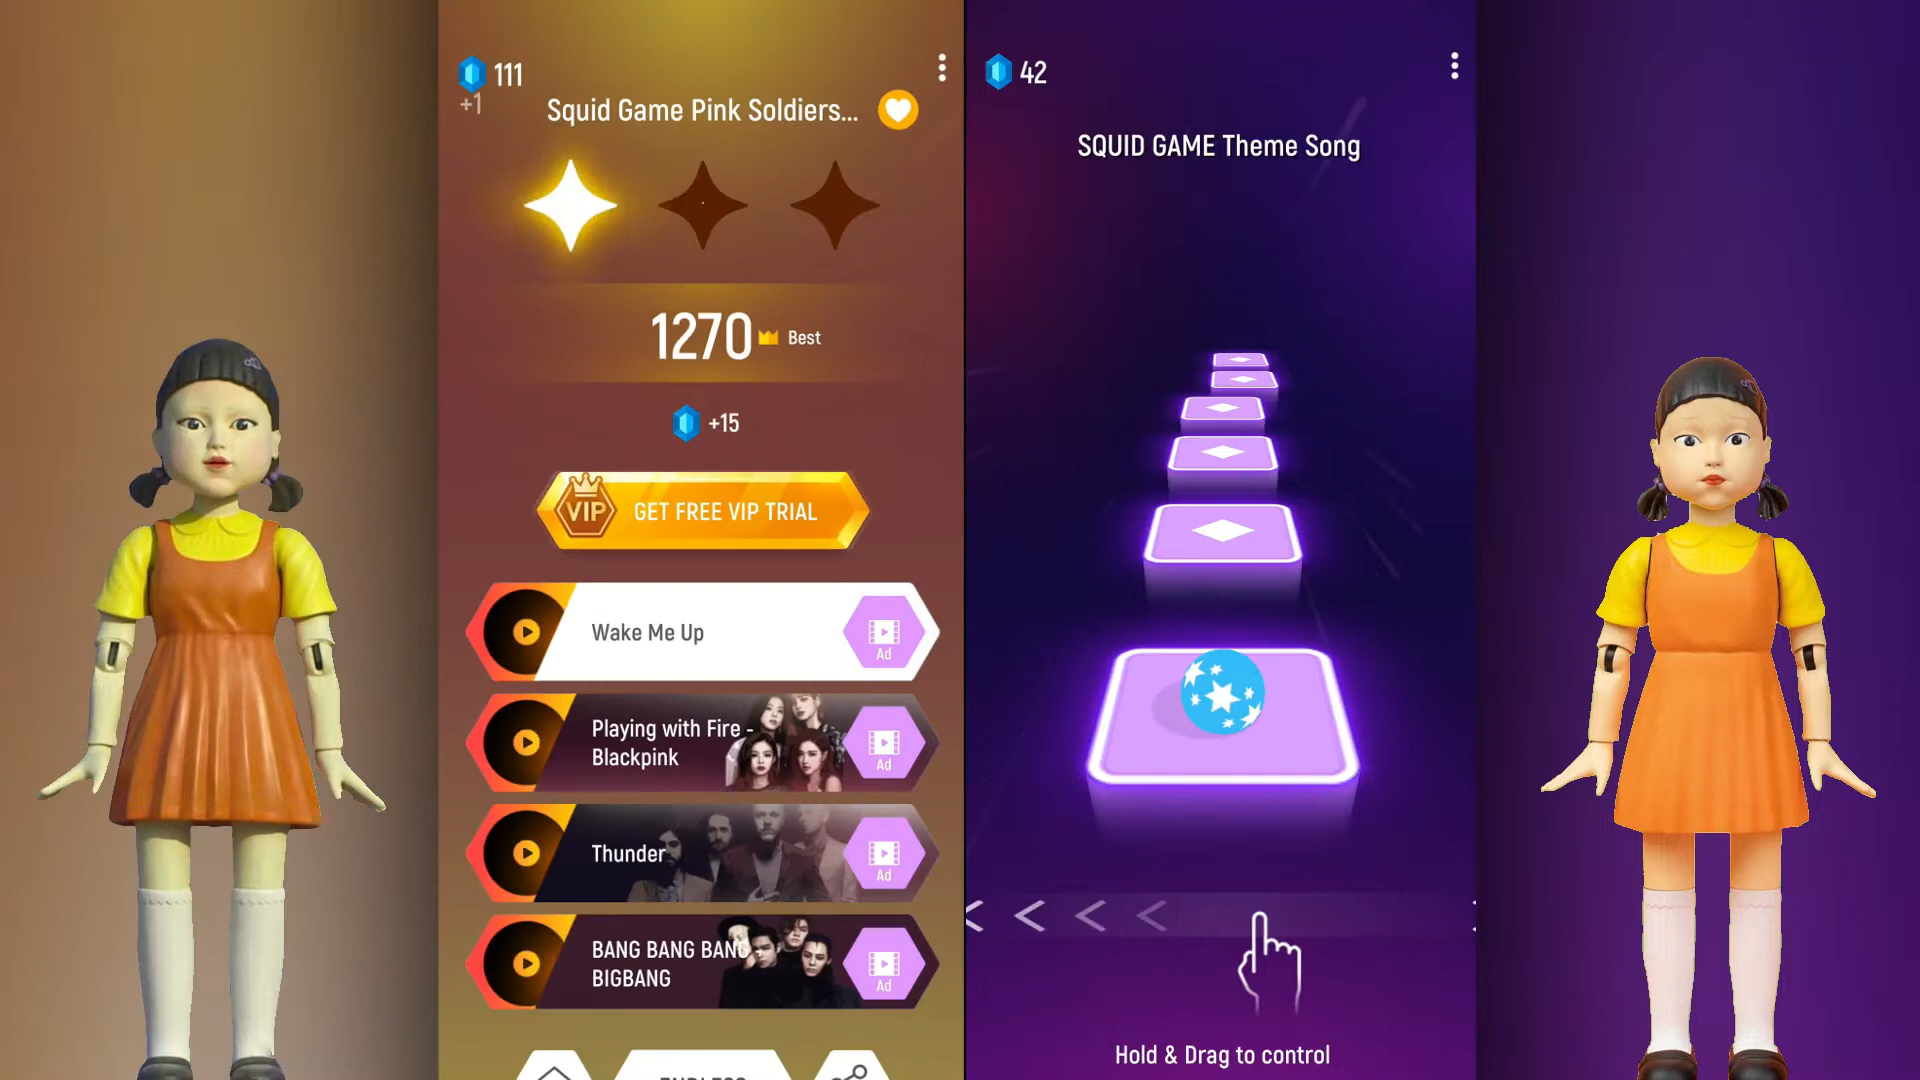 111
+1
Squid Game Pink Soldiers...
1270
Best
+15
VIP
GET FREE VIP TRIAL
Wake Me Up
Ad
Playing with Fire -
Blackpink
Ad
Thunder
Ad
BANG BANG BANG -
BIGBANG
Ad
ENDLESS
42
SQUID GAME Theme Song
Hold & Drag to control